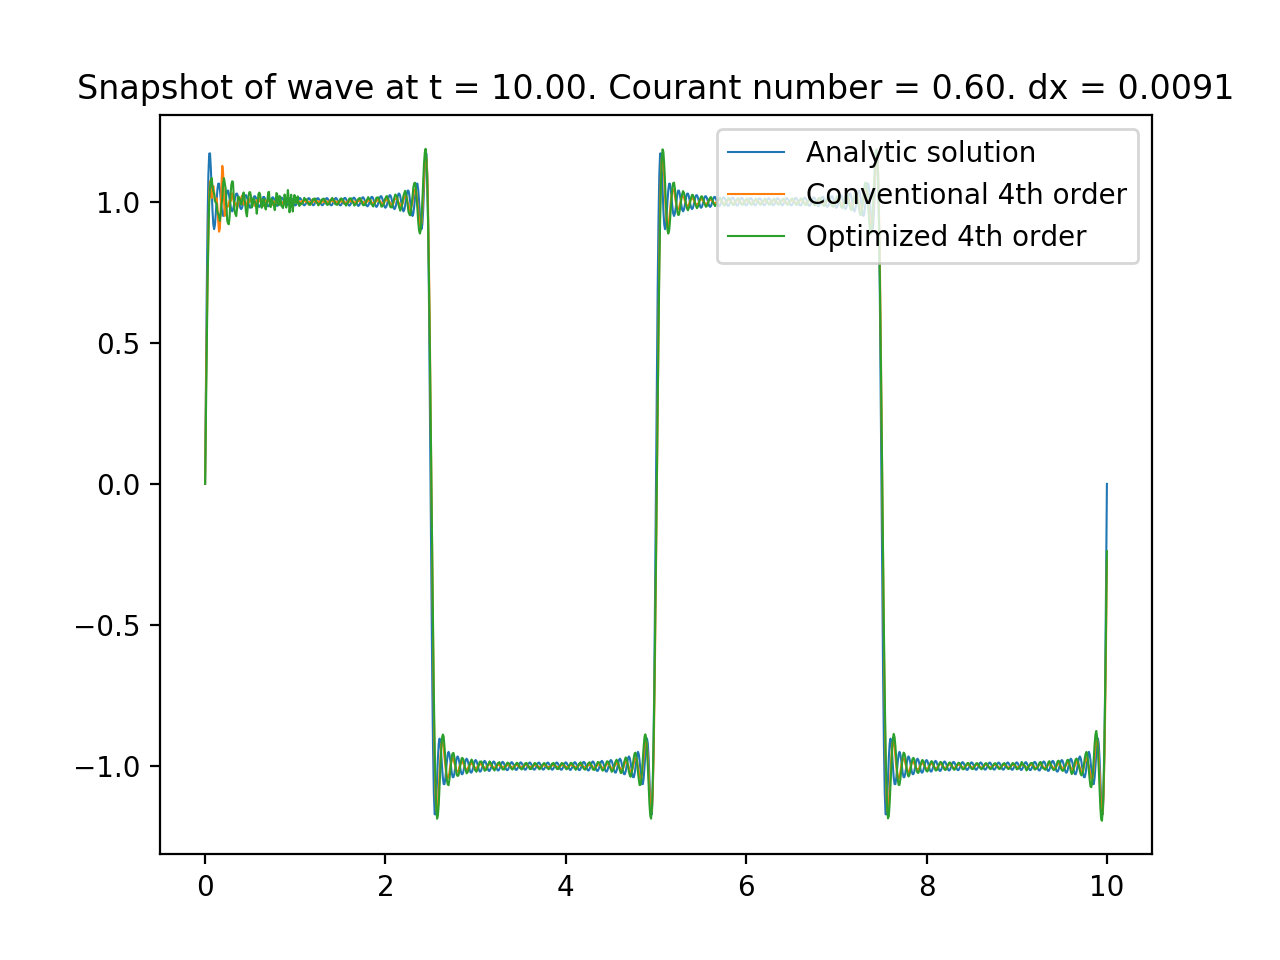 Snapshot of wave at t = 10.00. Courant number = 0.60. dx = 0.0091
Analytic solution
Conventional 4th order
Optimized 4th order
1.0
0.5
0.0
−0.5
−1.0
0 2 4 6 8 10